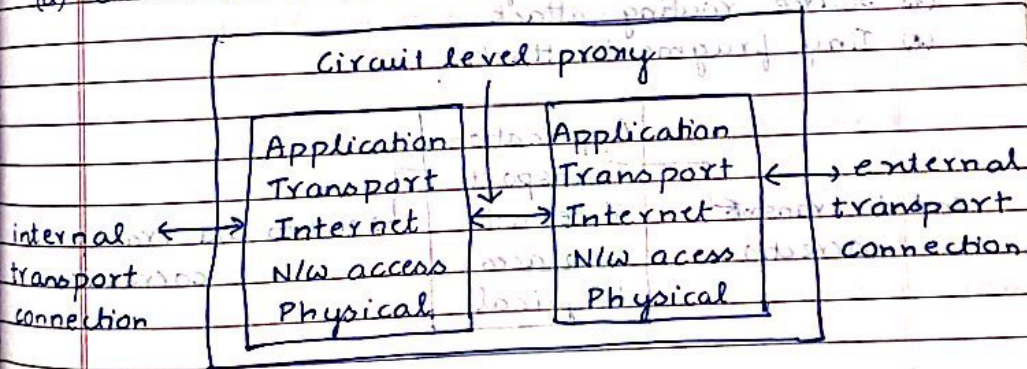 Circuit level proxy
Application
Transport
Internet
N/W access
Physical
Application
Transport
Internet
N/W acess
Physical
internal
transport
connection
external
transport
connection